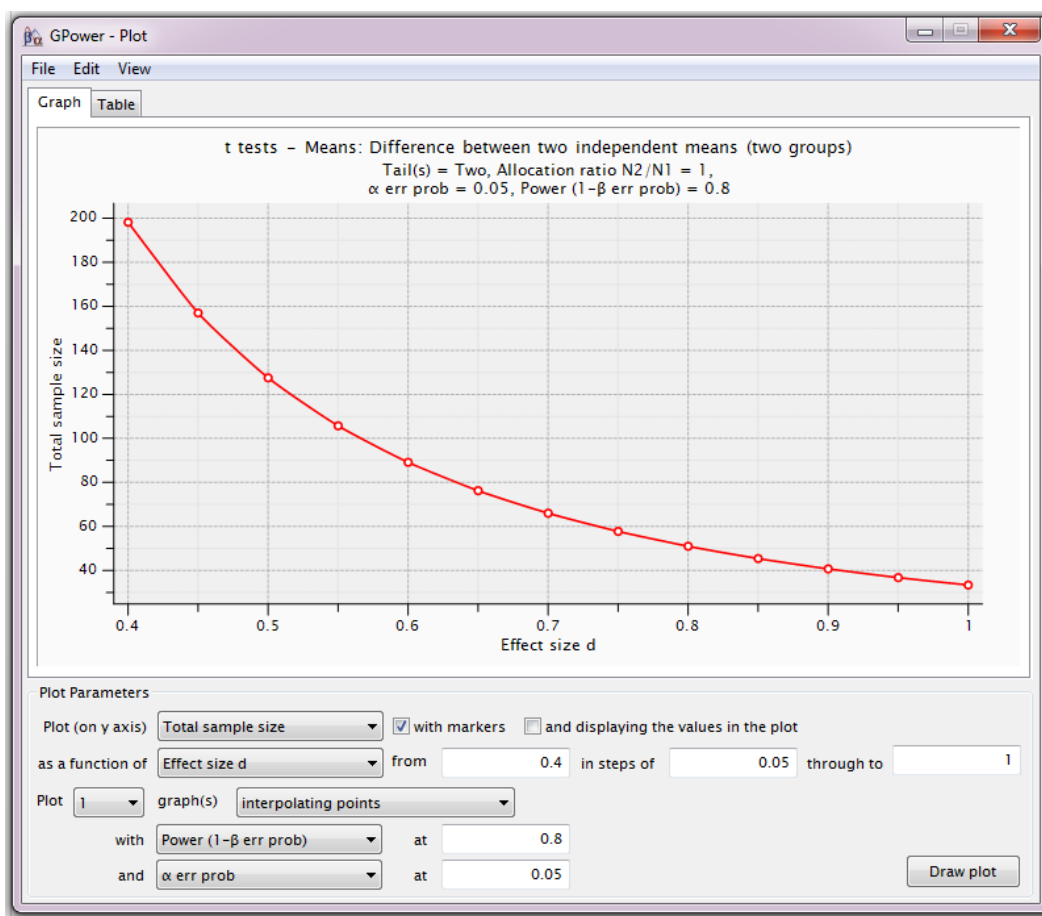 GPower - Plot
File Edit View
Graph Table
t tests – Means: Difference between two independent means (two groups)
Tail(s) = Two, Allocation ratio N2/N1 = 1,
α err prob = 0.05, Power (1-β err prob) = 0.8
200
180
160
140
120
100
80
60
40
Total sample size
0.4 0.5 0.6 0.7 0.8 0.9 1
Effect size d
Plot Parameters
Plot (on y axis) Total sample size with markers and displaying the values in the plot
as a function of Effect size d from 0.4 in steps of 0.05 through to 1
Plot 1 graph(s) interpolating points
with Power (1-β err prob) at 0.8
and α err prob at 0.05 Draw plot